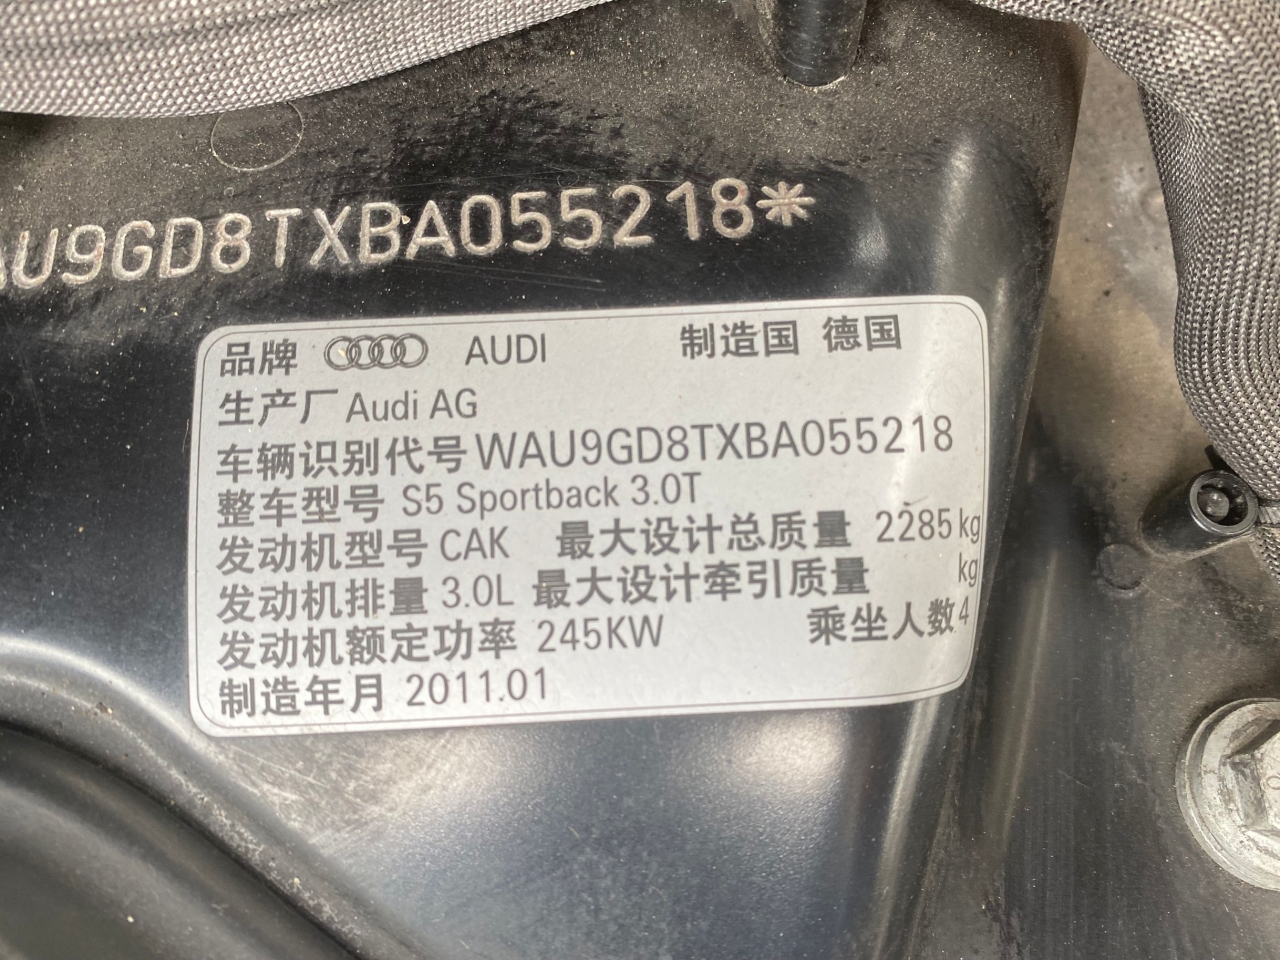 AU9GD8TXBA055218*
品牌 AUDI 制造国 德国
生产厂 Audi AG
车辆识别代号 WAU9GD8TXBA055218
整车型号 S5 Sportback 3.0T
发动机型号 CAK 最大设计总质量 2285 kg
发动机排量 3.0L 最大设计牵引质量 kg
发动机额定功率 245KW 乘坐人数 4
制造年月 2011.01